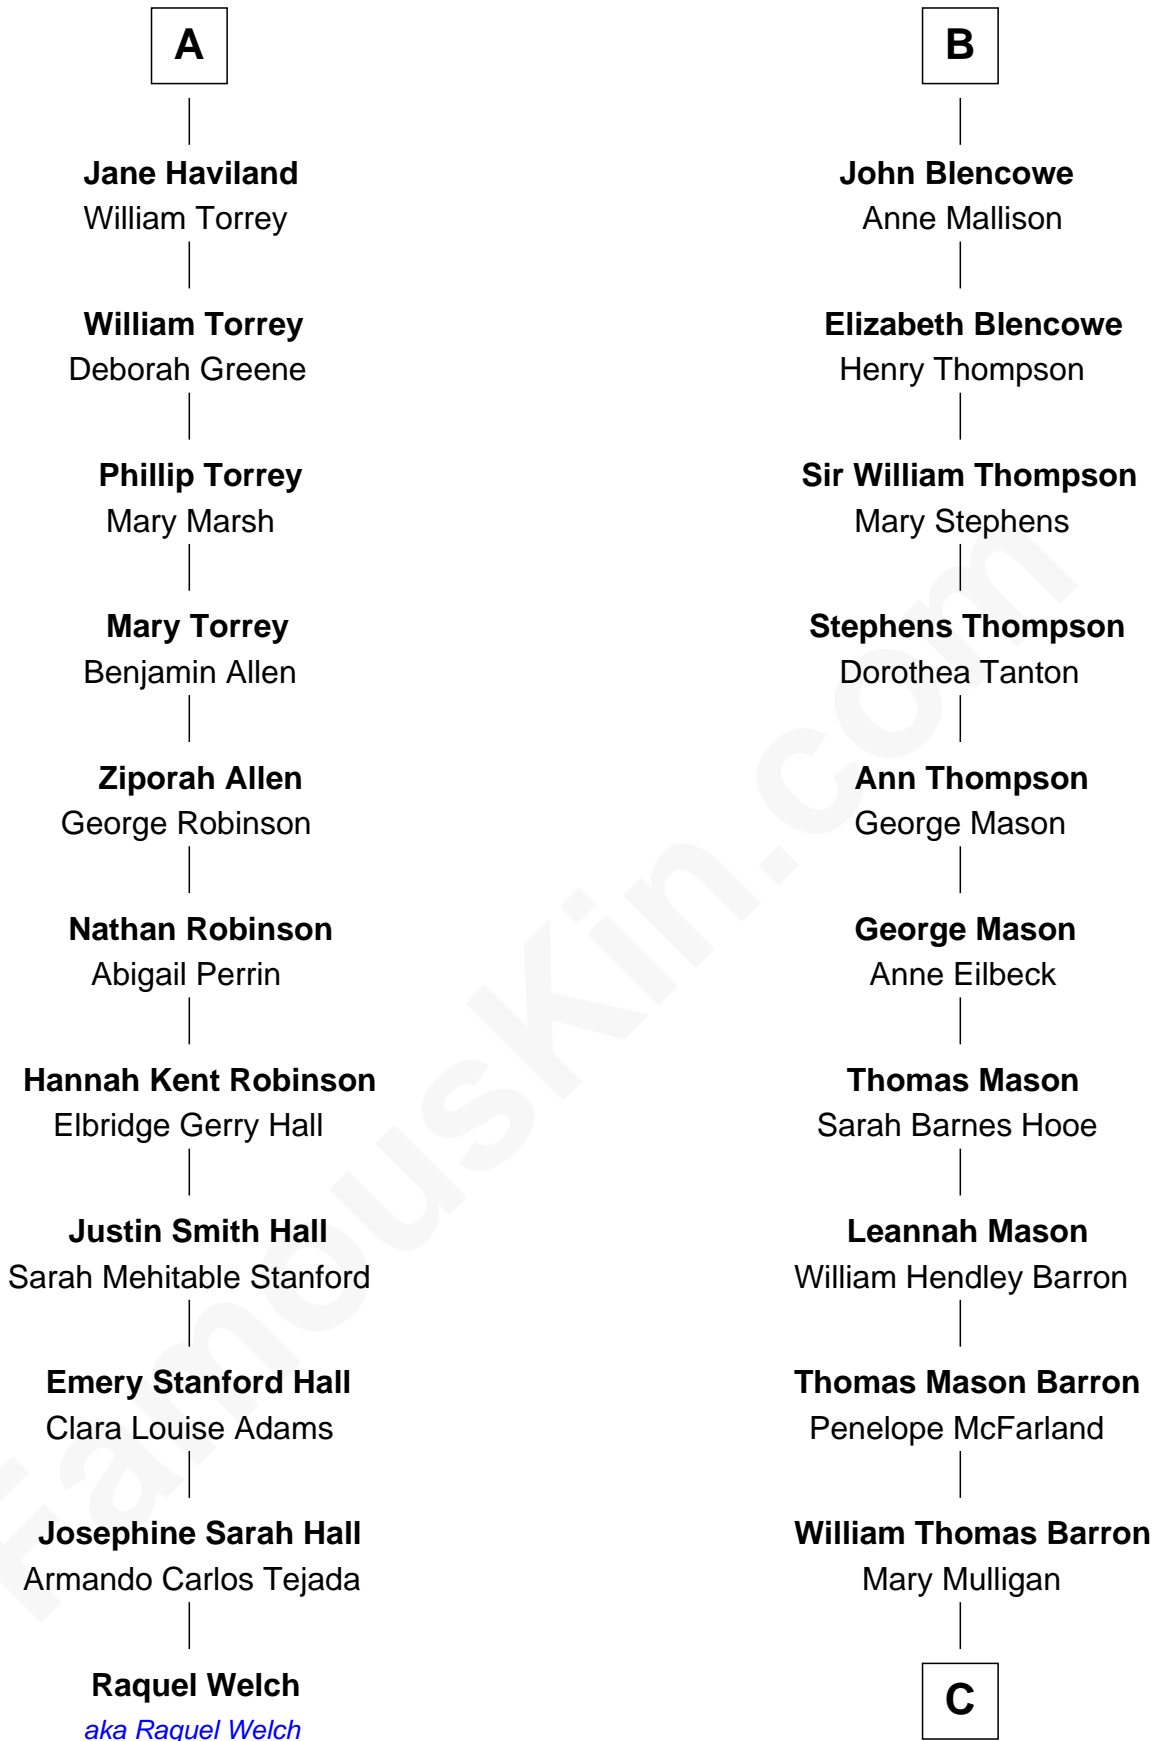 A
Jane Haviland
William Torrey
William Torrey
Deborah Greene
Phillip Torrey
Mary Marsh
Mary Torrey
Benjamin Allen
Ziporah Allen
George Robinson
Nathan Robinson
Abigail Perrin
Hannah Kent Robinson
Elbridge Gerry Hall
Justin Smith Hall
Sarah Mehitable Stanford
Emery Stanford Hall
Clara Louise Adams
Josephine Sarah Hall
Armando Carlos Tejada
Raquel Welch
aka Raquel Welch
B
John Blencowe
Anne Mallison
Elizabeth Blencowe
Henry Thompson
Sir William Thompson
Mary Stephens
Stephens Thompson
Dorothea Tanton
Ann Thompson
George Mason
George Mason
Anne Eilbeck
Thomas Mason
Sarah Barnes Hooe
Leannah Mason
William Hendley Barron
Thomas Mason Barron
Penelope McFarland
William Thomas Barron
Mary Mulligan
C
FamousKin.com